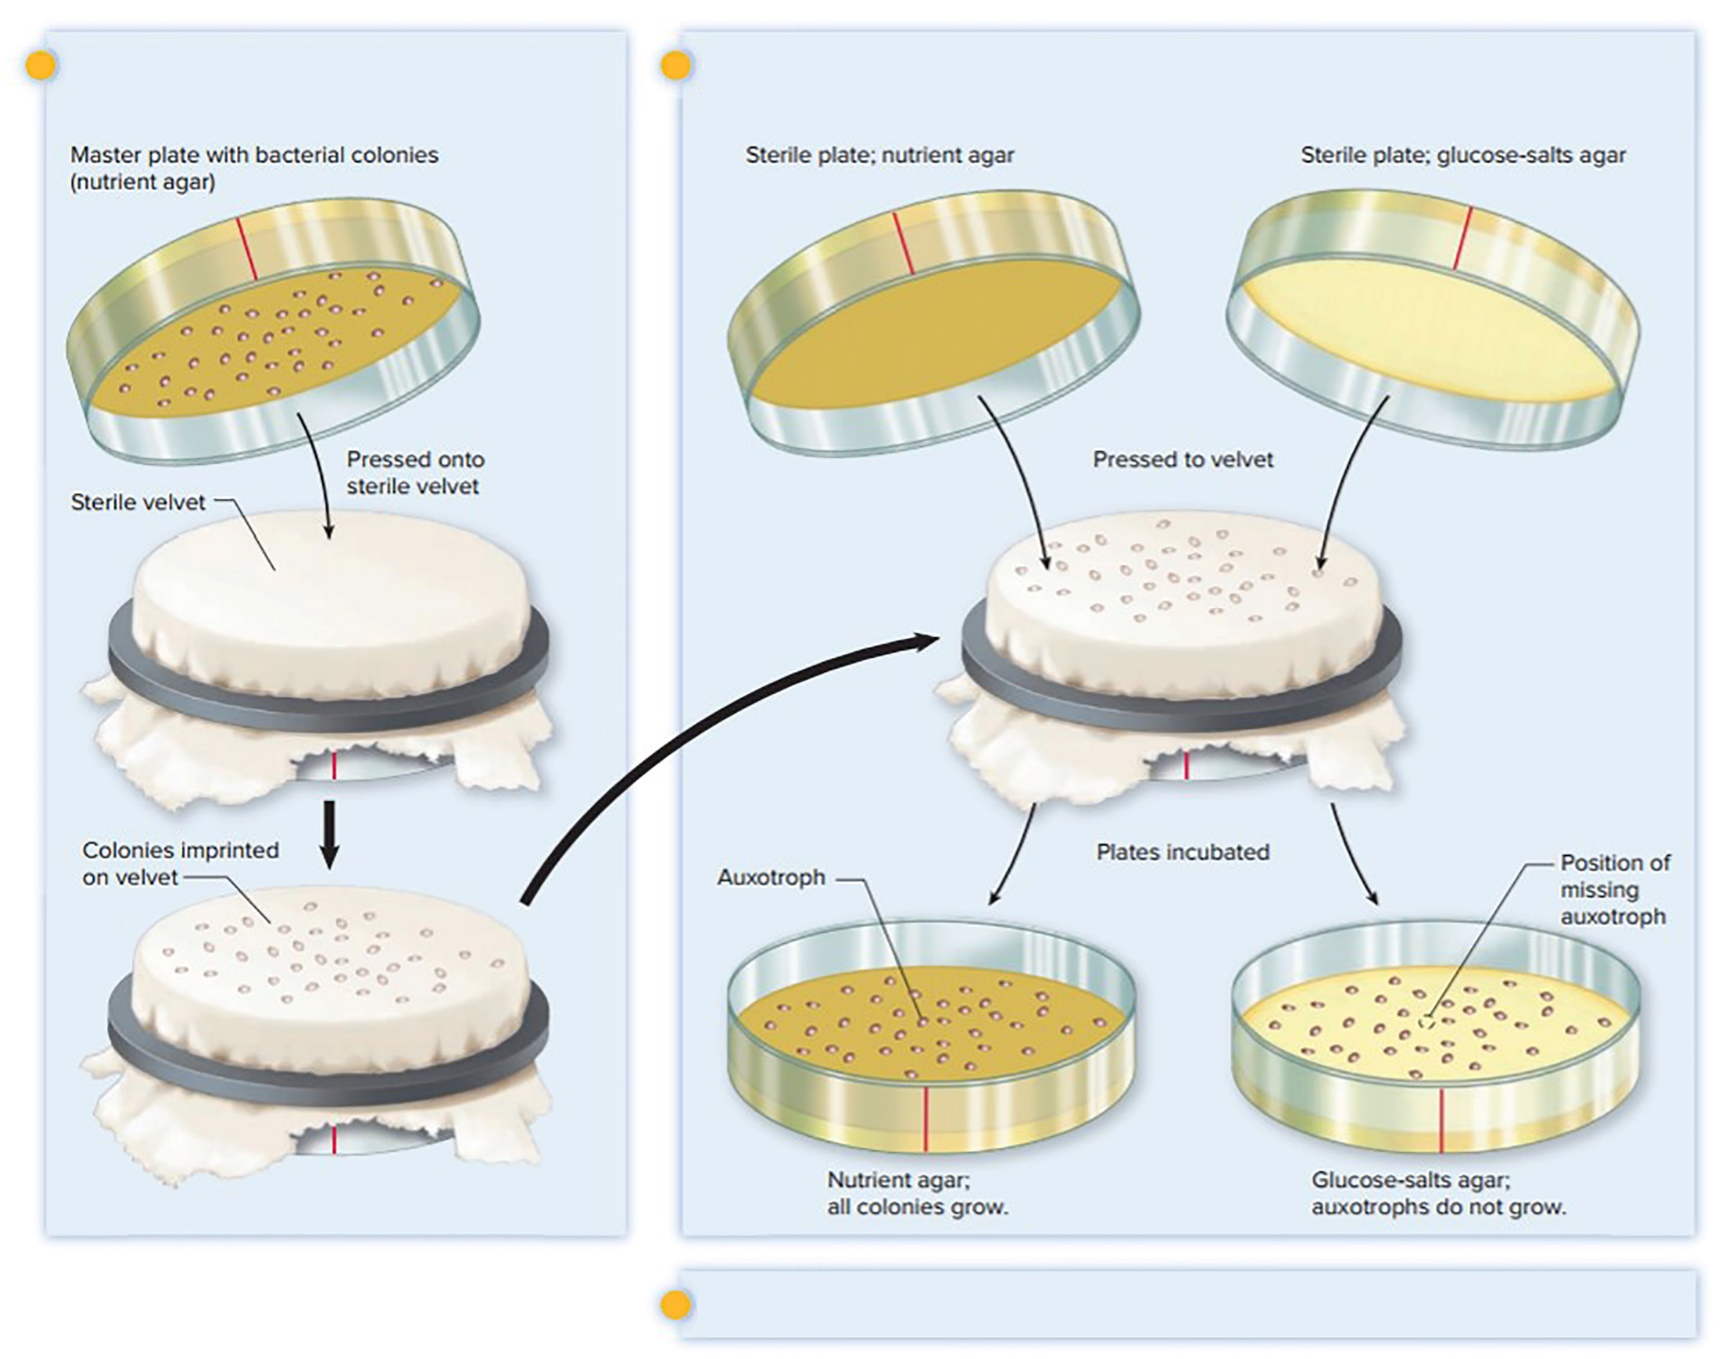 Master plate with bacterial colonies
(nutrient agar)
Pressed onto
sterile velvet
Sterile velvet
Colonies imprinted
on velvet
Sterile plate; nutrient agar
Sterile plate; glucose-salts agar
Pressed to velvet
Plates incubated
Auxotroph
Position of
missing
auxotroph
Nutrient agar;
all colonies grow.
Glucose-salts agar;
auxotrophs do not grow.